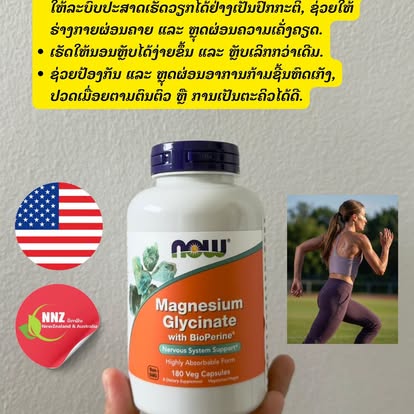 ໃຫ້ລະບົບປະສາດເຮັດວຽກໄດ້ຢ່າງເປັນປົກກະຕິ, ຊ່ວຍໃຫ້
ຮ່າງກາຍຜ່ອນຄາຍ ແລະ ຫຼຸດຜ່ອນຄວາມເຄັ່ງຄຽດ.
• ເຮັດໃຫ້ນອນຫຼັບໄດ້ງ່າຍຂຶ້ນ ແລະ ຫຼັບເລິກກວ່າເດີມ.
• ຊ່ວຍປ້ອງກັນ ແລະ ຫຼຸດຜ່ອນອາການກ້າມຊີ້ນຫົດເກັງ,
ປວດເມື່ອຍຕາມຕົນຕົວ ຫຼື ການເປັນຕະຄິວໄດ້ດີ.
NOW
Magnesium
Glycinate
with BioPerine®
Nervous System Support
Highly Absorbable Form
180 Veg Capsules
A Dietary Supplement Vegetarian/Vegan
Non
GMO
NNZ
NewZealand & Australia